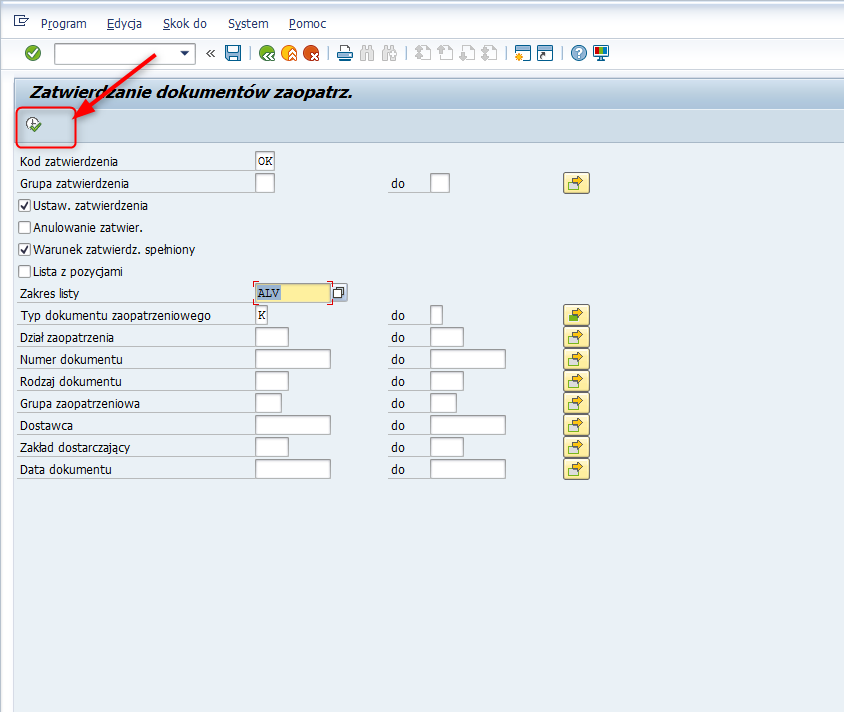 Program Edycja Skok do System Pomoc
Zatwierdzanie dokumentów zaopatrz.
Kod zatwierdzenia OK
Grupa zatwierdzenia do
Ustaw. zatwierdzenia
Anulowanie zatwier.
Warunek zatwierdz. spełniony
Lista z pozycjami
Zakres listy ALV
Typ dokumentu zaopatrzeniowego K do
Dział zaopatrzenia do
Numer dokumentu do
Rodzaj dokumentu do
Grupa zaopatrzeniowa do
Dostawca do
Zakład dostarczający do
Data dokumentu do